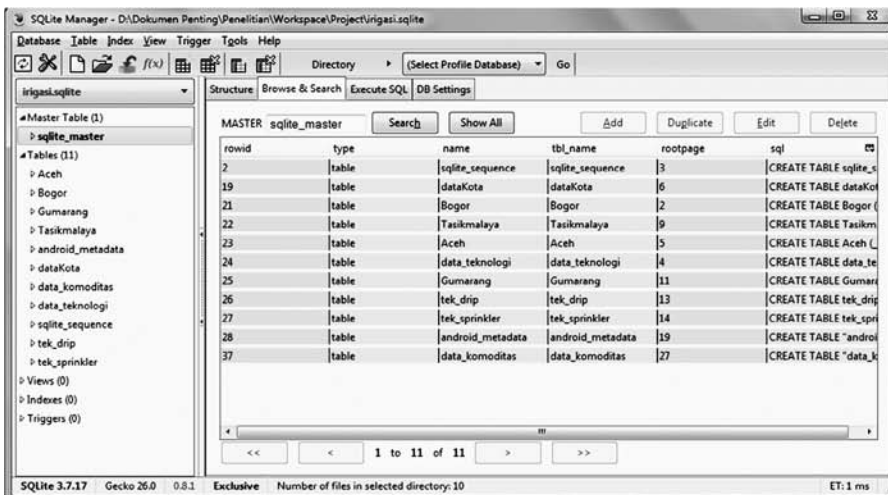 SQLite Manager - D:\Dokumen Penting\Penelitian\Workspace\Project\irigasi.sqlite
Database Table Index View Trigger Tools Help
f(x) Directory (Select Profile Database) Go
irigasi.sqlite
Structure Browse & Search Execute SQL DB Settings
Master Table (1)
sqlite_master
Tables (11)
Aceh
Bogor
Gumarang
Tasikmalaya
android_metadata
dataKota
data_komoditas
data_teknologi
sqlite_sequence
tek_drip
tek_sprinkler
Views (0)
Indexes (0)
Triggers (0)
MASTER sqlite_master Search Show All Add Duplicate Edit Delete
rowid type name tbl_name rootpage sql
2 table sqlite_sequence sqlite_sequence 3 CREATE TABLE sqlite_s
19 table dataKota dataKota 6 CREATE TABLE dataKot
21 table Bogor Bogor 2 CREATE TABLE Bogor (
22 table Tasikmalaya Tasikmalaya 9 CREATE TABLE Tasikm
23 table Aceh Aceh 5 CREATE TABLE Aceh (_
24 table data_teknologi data_teknologi 4 CREATE TABLE data_te
25 table Gumarang Gumarang 11 CREATE TABLE Gumara
26 table tek_drip tek_drip 13 CREATE TABLE tek_drip
27 table tek_sprinkler tek_sprinkler 14 CREATE TABLE tek_spri
28 table android_metadata android_metadata 19 CREATE TABLE "androi
37 table data_komoditas data_komoditas 27 CREATE TABLE "data_k
<< < 1 to 11 of 11 > >>
SQLite 3.7.17 Gecko 26.0 0.8.1 Exclusive Number of files in selected directory: 10 ET: 1 ms